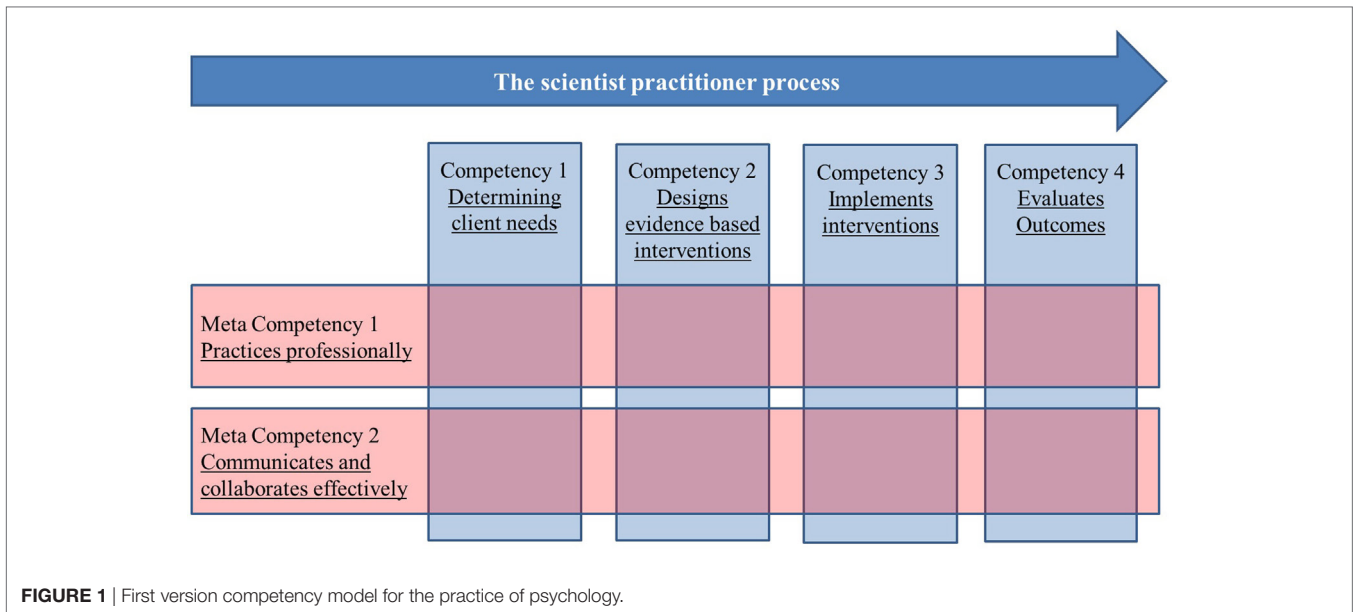 The scientist practitioner process
Competency 1
Determining
client needs
Competency 2
Designs
evidence based
interventions
Competency 3
Implements
interventions
Competency 4
Evaluates
Outcomes
Meta Competency 1
Practices professionally
Meta Competency 2
Communicates and
collaborates effectively
FIGURE 1 | First version competency model for the practice of psychology.